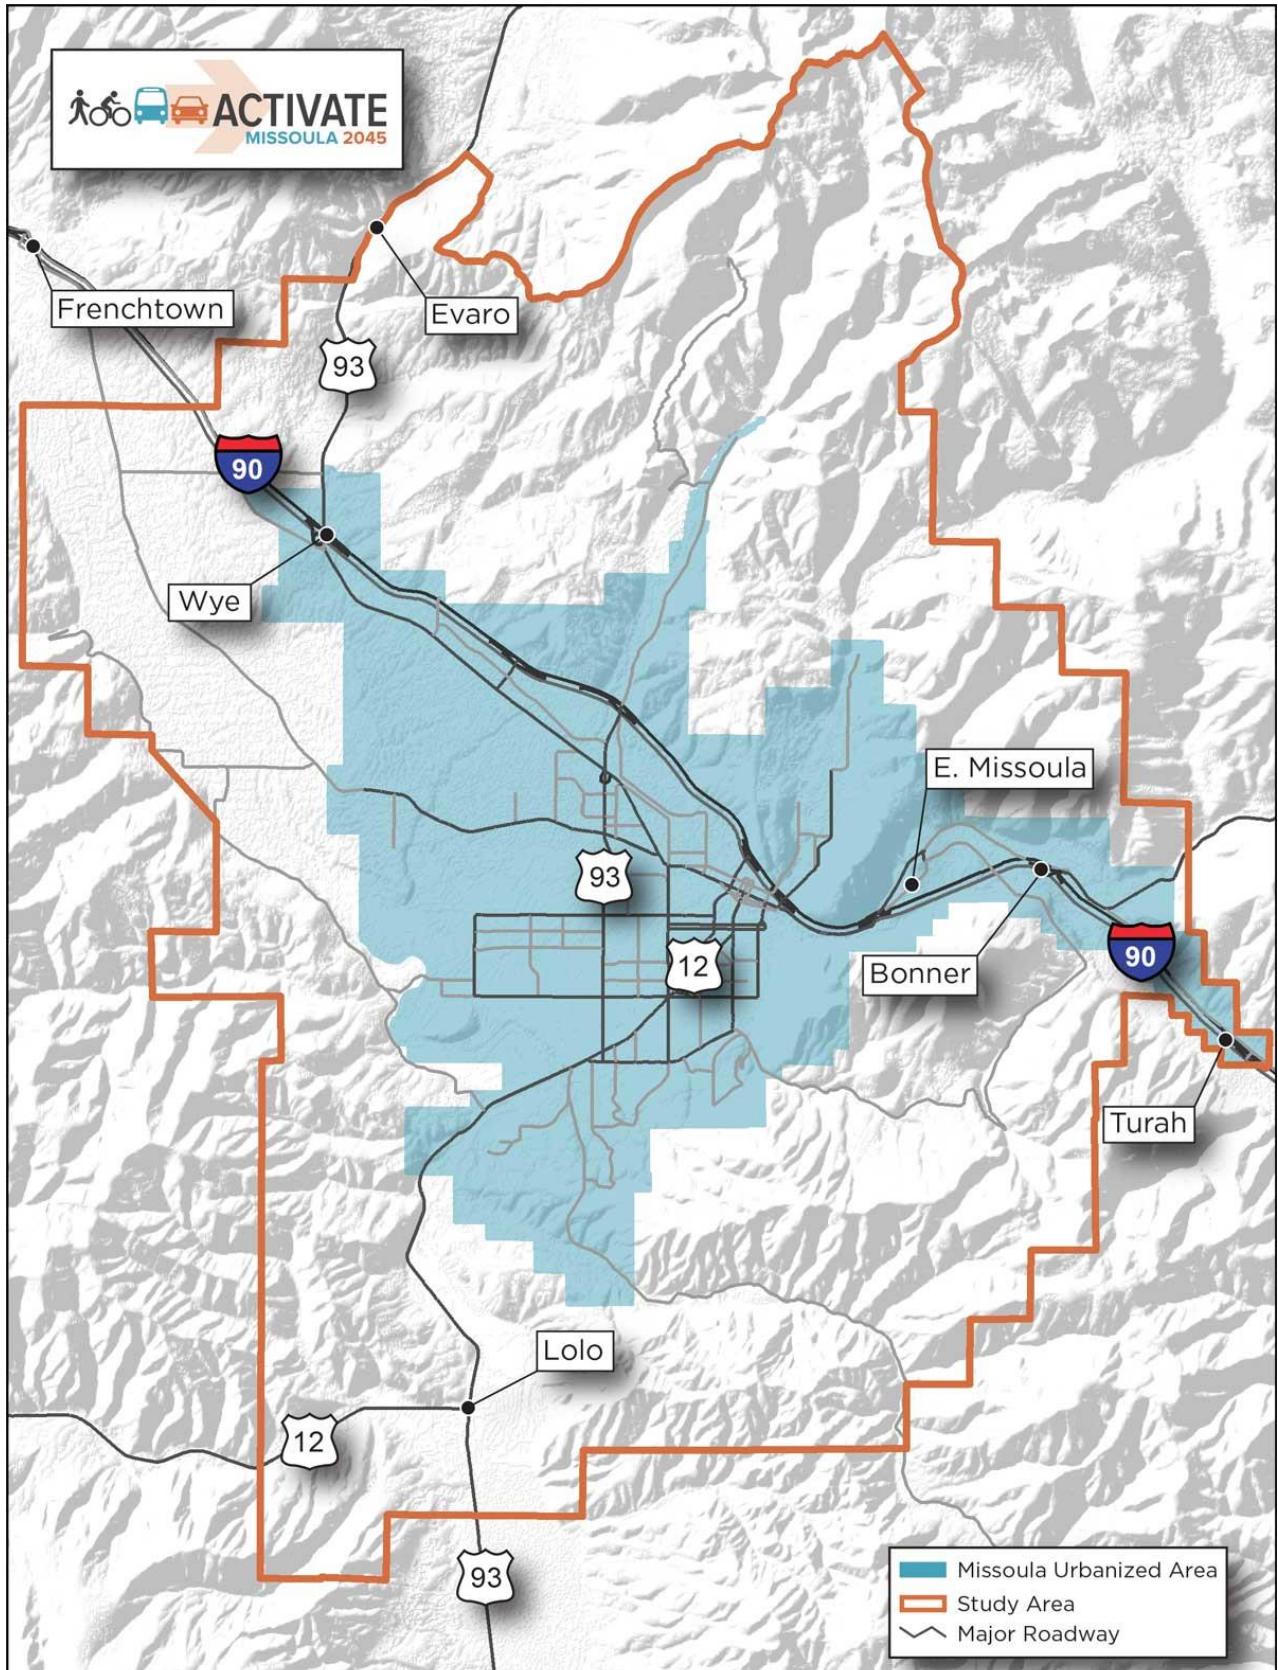 ACTIVATE
MISSOULA 2045
Frenchtown
Evaro
93
90
Wye
E. Missoula
93
12
Bonner
90
Turah
Lolo
12
93
Missoula Urbanized Area
Study Area
Major Roadway